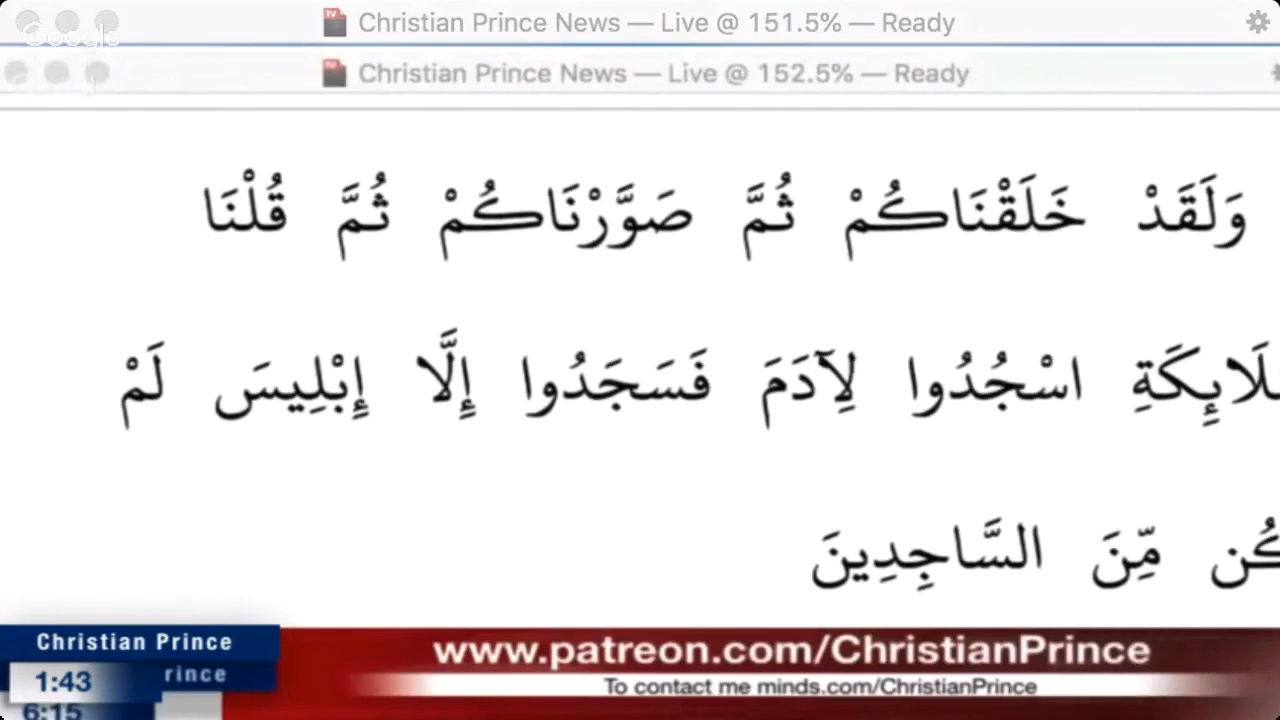 Christian Prince News — Live @ 151.5% — Ready
Google
Christian Prince News — Live @ 152.5% — Ready
وَلَقَدْ خَلَقْنَاكُمْ ثُمَّ صَوَّرْنَاكُمْ ثُمَّ قُلْنَا
لَائِكَةِ اسْجُدُوا لِآدَمَ فَسَجَدُوا إِلَّا إِبْلِيسَ لَمْ
كُن مِّنَ السَّاجِدِينَ
Christian Prince
rince
1:43
6:15
www.patreon.com/ChristianPrince
To contact me minds.com/ChristianPrince